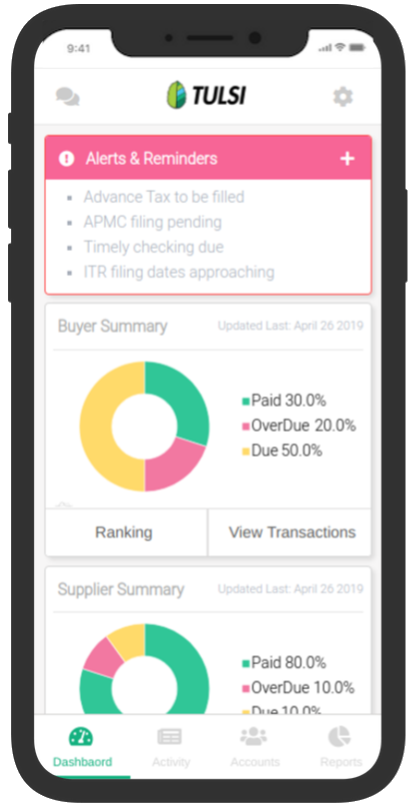 9:41
TULSI
Alerts & Reminders +
Advance Tax to be filled
APMC filing pending
Timely checking due
ITR filing dates approaching
Buyer Summary Updated Last: April 26 2019
Paid 30.0%
OverDue 20.0%
Due 50.0%
Ranking View Transactions
Supplier Summary Updated Last: April 26 2019
Paid 80.0%
OverDue 10.0%
Due 10.0%
Dashbaord Activity Accounts Reports